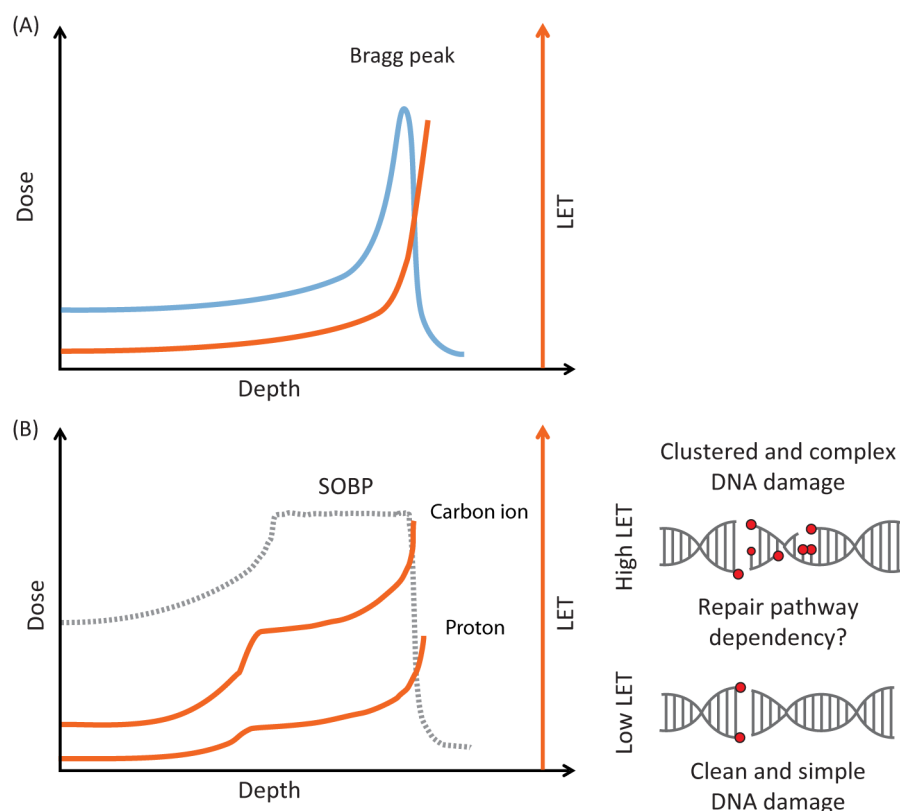 (A)
Bragg peak
Dose
LET
Depth
(B)
SOBP
Carbon ion
Proton
Dose
LET
Depth
Clustered and complex
DNA damage
High LET
Repair pathway
dependency?
Low LET
Clean and simple
DNA damage